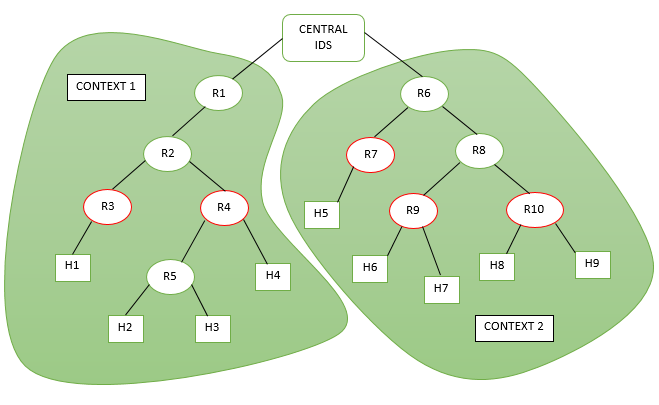 CENTRAL
IDS
CONTEXT 1
R1
R6
R2
R7
R8
R3
R4
H5
R9
R10
H1
R5
H4
H6
H7
H8
H9
H2
H3
CONTEXT 2